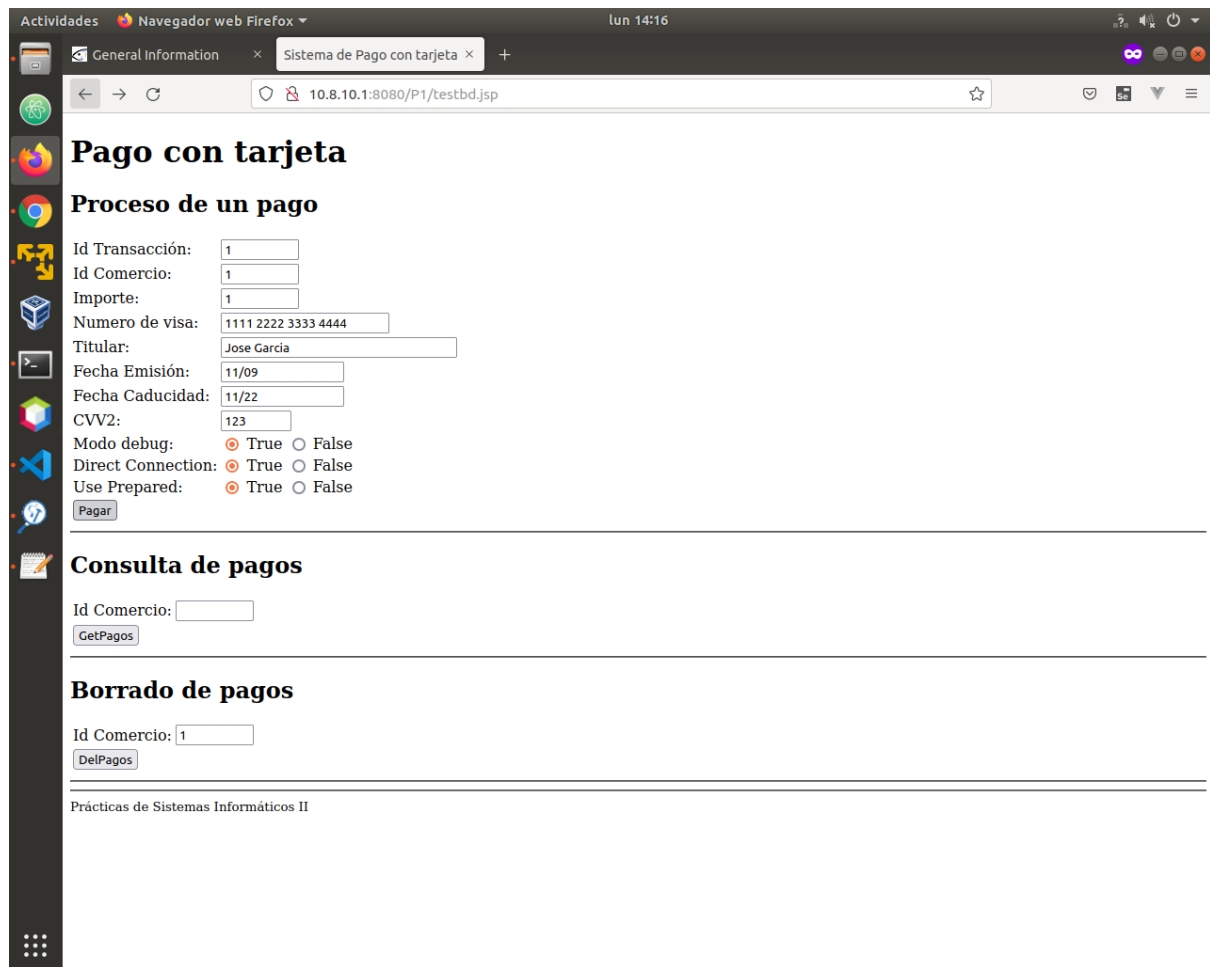 Actividades Navegador web Firefox lun 14:16
General Information × Sistema de Pago con tarjeta × +
10.8.10.1:8080/P1/testbd.jsp
Pago con tarjeta
Proceso de un pago
Id Transacción: 1
Id Comercio: 1
Importe: 1
Numero de visa: 1111 2222 3333 4444
Titular: Jose Garcia
Fecha Emisión: 11/09
Fecha Caducidad: 11/22
CVV2: 123
Modo debug: True False
Direct Connection: True False
Use Prepared: True False
Pagar
Consulta de pagos
Id Comercio:
GetPagos
Borrado de pagos
Id Comercio: 1
DelPagos
Prácticas de Sistemas Informáticos II